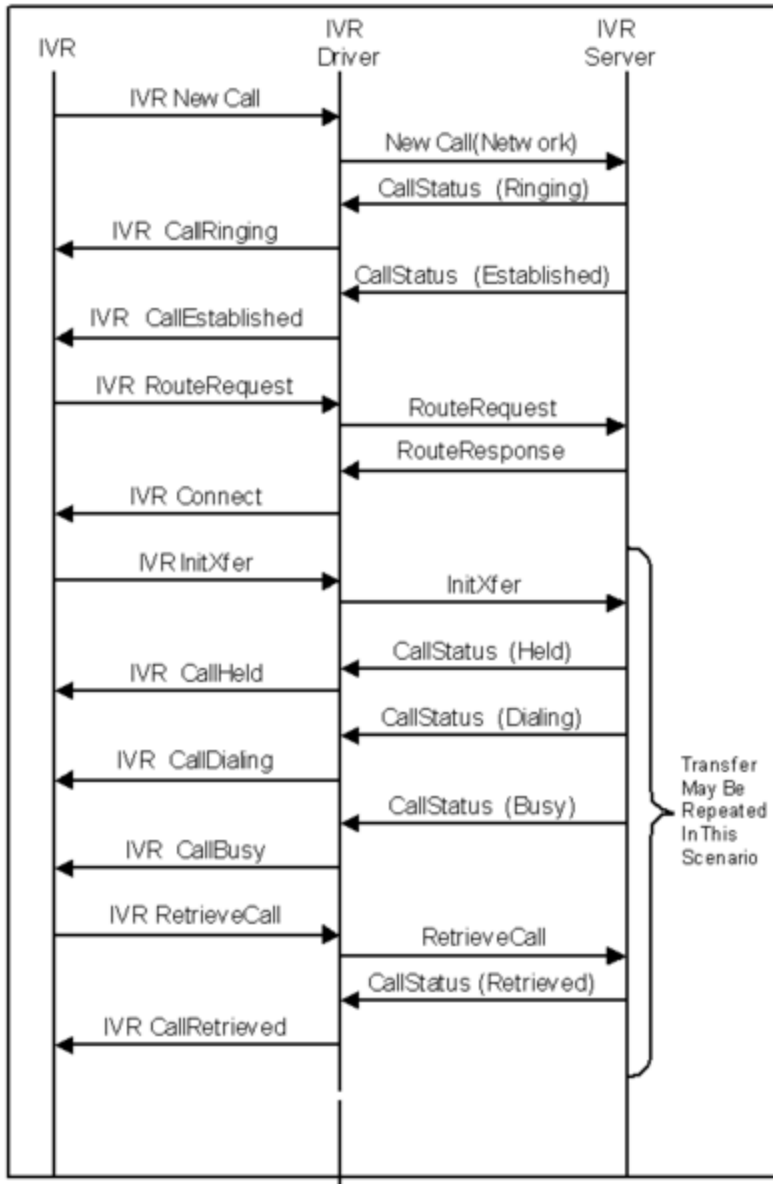 IVR
IVR
Driver
IVR
Server
IVR New Call
New Call(Network)
CallStatus (Ringing)
IVR CallRinging
CallStatus (Established)
IVR CallEstablished
IVR RouteRequest
RouteRequest
RouteResponse
IVR Connect
IVR InitXfer
InitXfer
CallStatus (Held)
IVR CallHeld
CallStatus (Dialing)
IVR CallDialing
CallStatus (Busy)
IVR CallBusy
IVR RetrieveCall
RetrieveCall
CallStatus (Retrieved)
IVR CallRetrieved
Transfer
May Be
Repeated
In This
Scenario